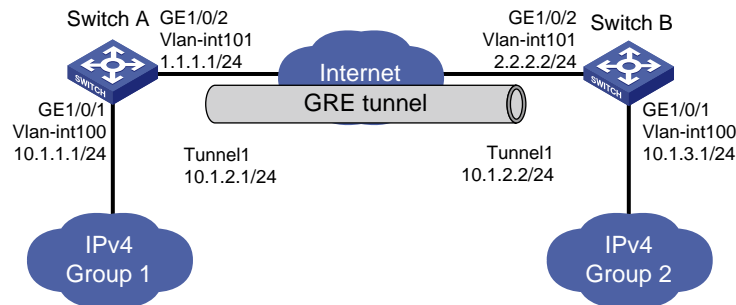 Switch A
GE1/0/2
Vlan-int101
1.1.1.1/24
GE1/0/2
Vlan-int101
2.2.2.2/24
Switch B
SWITCH
Internet
SWITCH
GRE tunnel
GE1/0/1
Vlan-int100
10.1.1.1/24
GE1/0/1
Vlan-int100
10.1.3.1/24
Tunnel1
10.1.2.1/24
Tunnel1
10.1.2.2/24
IPv4
Group 1
IPv4
Group 2